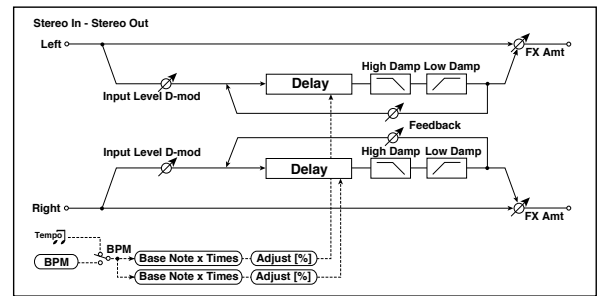 Stereo In - Stereo Out
Left
FX Amt
High Damp Low Damp
Input Level D-mod
Delay
Feedback
Input Level D-mod
High Damp Low Damp
Delay
Right
FX Amt
Tempo
BPM
BPM
Base Note x Times
Adjust [%]
Base Note x Times
Adjust [%]